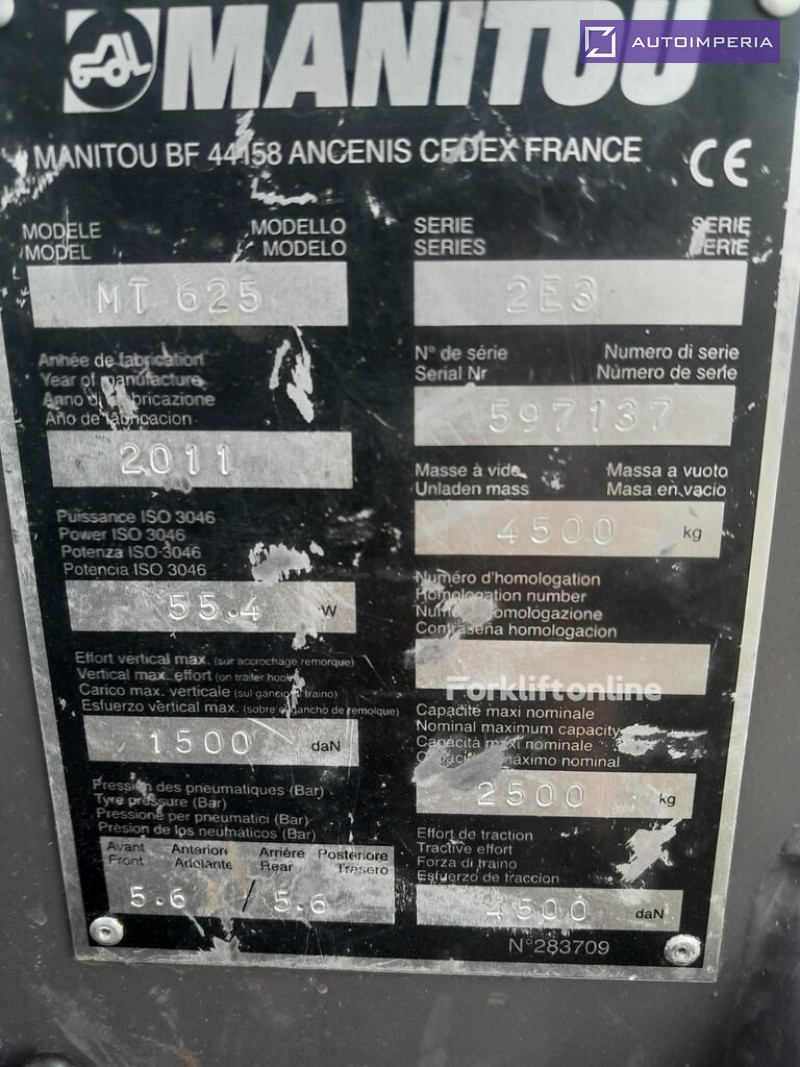 AUTOIMPERIA
MANITOU
MANITOU BF 44158 ANCENIS CEDEX FRANCE CE
MODELE MODELLO
MODEL MODELO
MT 625
SERIE SERIE
SERIES SERIE
2E3
Année de fabrication
Year of manufacture
Anno di fabbricazione
Año de fabricacion
2011
N° de série Numero di serie
Serial Nr Número de serie
597137
Masse à vide Massa a vuoto
Unladen mass Masa en vacio
4500 kg
Puissance ISO 3046
Power ISO 3046
Potenza ISO 3046
Potencia ISO 3046
55.4 W
Numéro d'homologation
Homologation number
Numero omologazione
Contraseña homologacion
Effort vertical max. (sur accrochage remorque)
Vertical max. effort (on trailer hook)
Carico max. verticale (sul gancio di traino)
Esfuerzo vertical max. (sobre gancho de remolque)
1500 daN
Forkliftonline
Capacité maxi nominale
Nominal maximum capacity
Capacità maxi nominale
Capacidad máximo nominal
2500 kg
Pression des pneumatiques (Bar)
Tyre pressure (Bar)
Pressione per pneumatici (Bar)
Presion de los neumáticos (Bar)
Avant Anteriore Arrière Posteriore
Front Adelante Rear Trasero
5.6 / 5.6
Effort de traction
Tractive effort
Forza di traino
Esfuerzo de traccion
4500 daN
N°283709